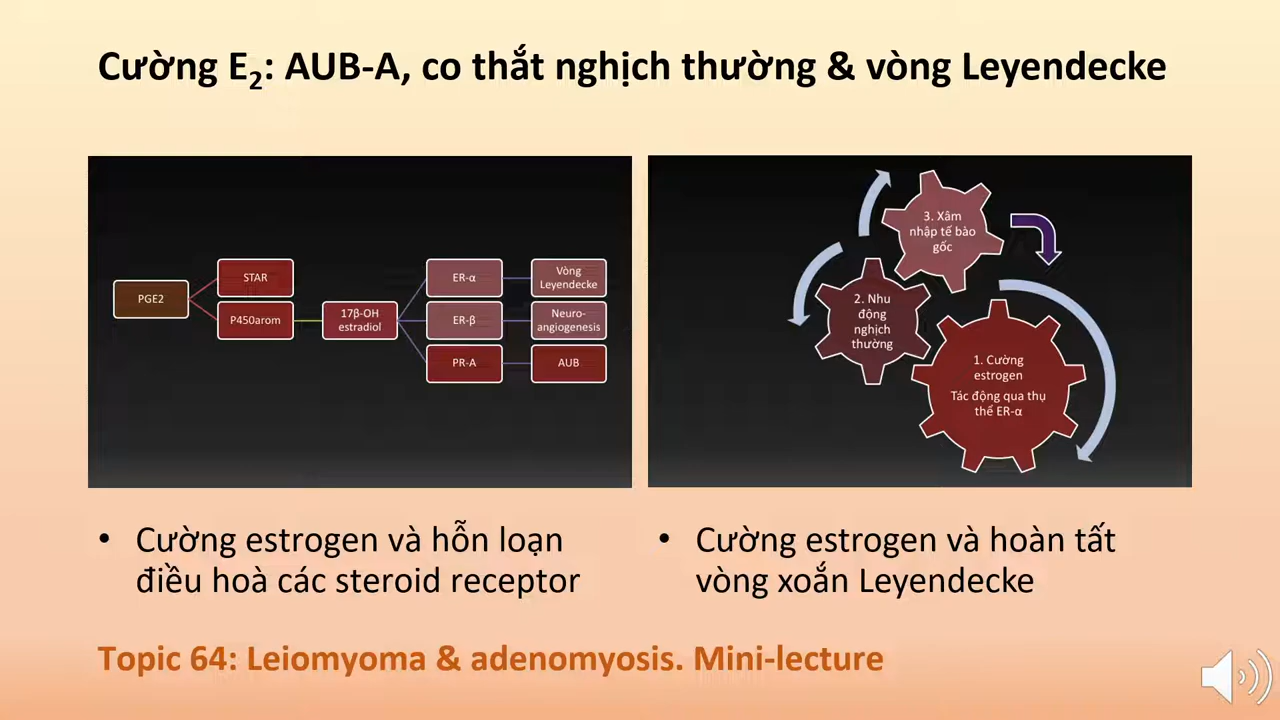 Cường E2: AUB-A, co thắt nghịch thường & vòng Leyendecke
PGE2
STAR
P450arom
17β-OH
estradiol
ER-α
ER-β
PR-A
Vòng
Leyendecke
Neuro-
angiogenesis
AUB
3. Xâm
nhập tế bào
gốc
2. Nhu
động
nghịch
thường
1. Cường
estrogen
Tác động qua thụ
thể ER-α
• Cường estrogen và hỗn loạn
điều hoà các steroid receptor
• Cường estrogen và hoàn tất
vòng xoắn Leyendecke
Topic 64: Leiomyoma & adenomyosis. Mini-lecture